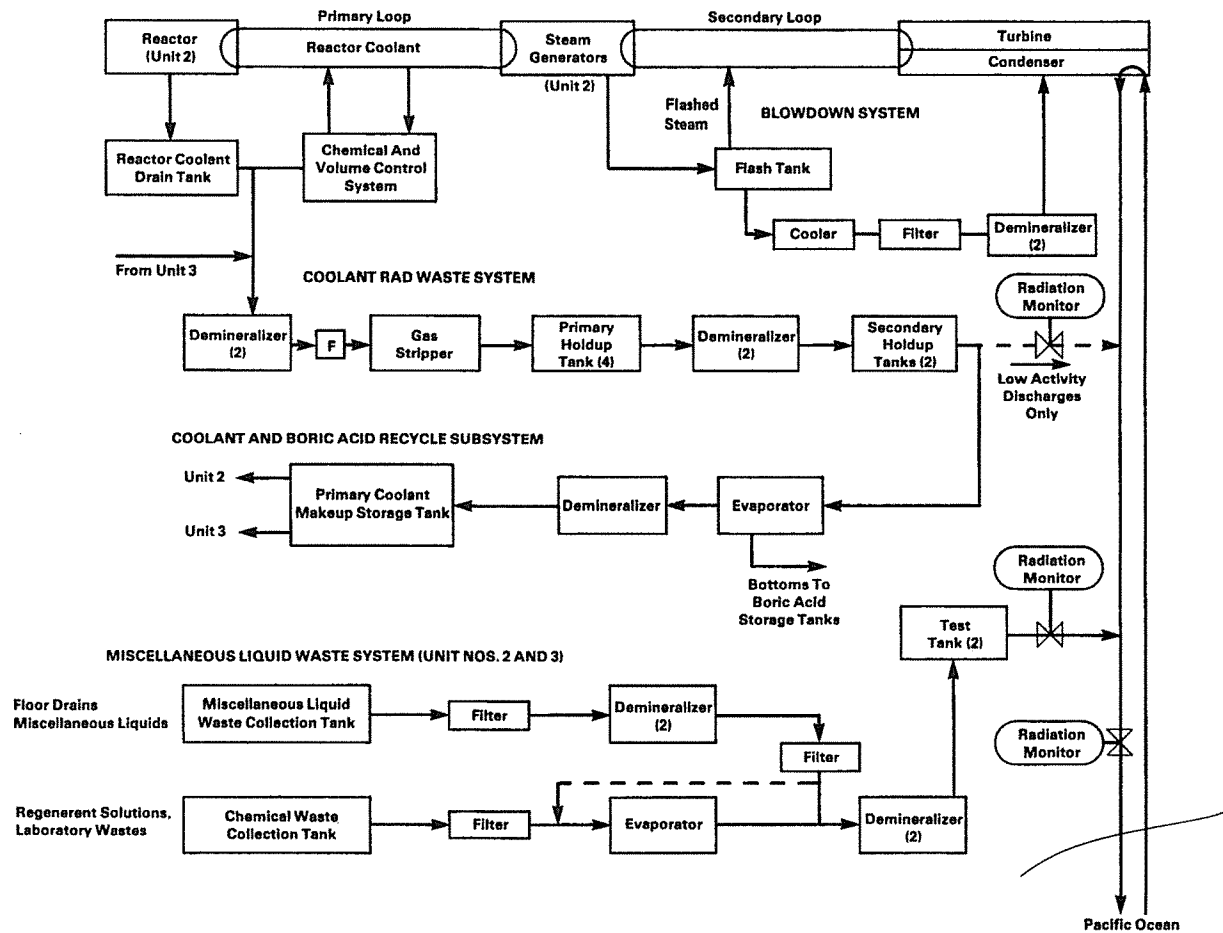 Primary Loop
Secondary Loop
Reactor
(Unit 2)
Reactor Coolant
Steam
Generators
(Unit 2)
Turbine
Condenser
Flashed
Steam
BLOWDOWN SYSTEM
Reactor Coolant
Drain Tank
Chemical And
Volume Control
System
Flash Tank
Cooler
Filter
Demineralizer
(2)
From Unit 3
COOLANT RAD WASTE SYSTEM
Radiation
Monitor
Demineralizer
(2)
F
Gas
Stripper
Primary
Holdup
Tank (4)
Demineralizer
(2)
Secondary
Holdup
Tanks (2)
Low Activity
Discharges
Only
COOLANT AND BORIC ACID RECYCLE SUBSYSTEM
Unit 2
Unit 3
Primary Coolant
Makeup Storage Tank
Demineralizer
Evaporator
Bottoms To
Boric Acid
Storage Tanks
Radiation
Monitor
Test
Tank (2)
MISCELLANEOUS LIQUID WASTE SYSTEM (UNIT NOS. 2 AND 3)
Floor Drains
Miscellaneous Liquids
Miscellaneous Liquid
Waste Collection Tank
Filter
Demineralizer
(2)
Filter
Radiation
Monitor
Regenerent Solutions,
Laboratory Wastes
Chemical Waste
Collection Tank
Filter
Evaporator
Demineralizer
(2)
Pacific Ocean